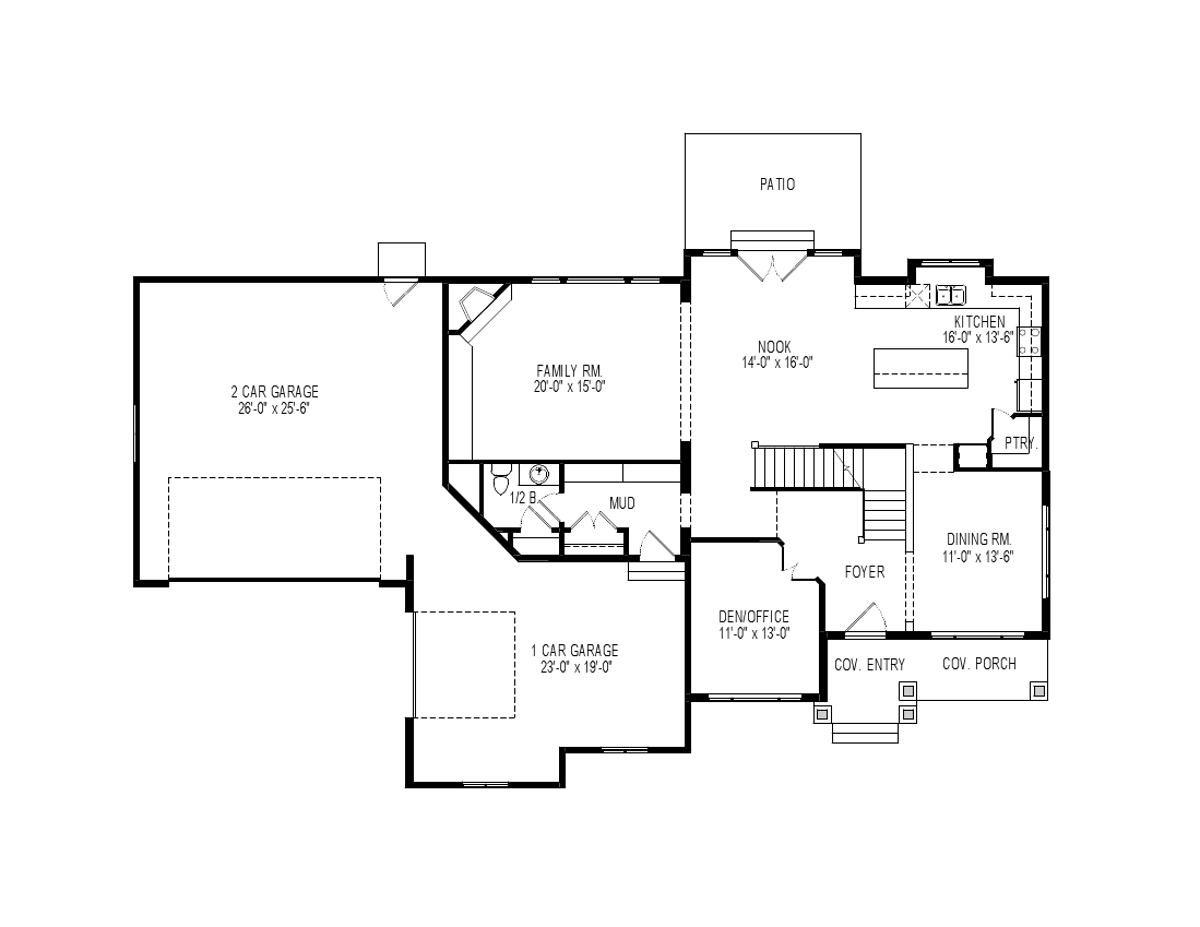 PATIO
KITCHEN
16'-0" x 13'-6"
NOOK
14'-0" x 16'-0"
FAMILY RM.
20'-0" x 15'-0"
2 CAR GARAGE
26'-0" x 25'-6"
PTRY.
1/2 B.
MUD
DINING RM.
11'-0" x 13'-6"
FOYER
DEN/OFFICE
11'-0" x 13'-0"
1 CAR GARAGE
23'-0" x 19'-0"
COV. ENTRY
COV. PORCH